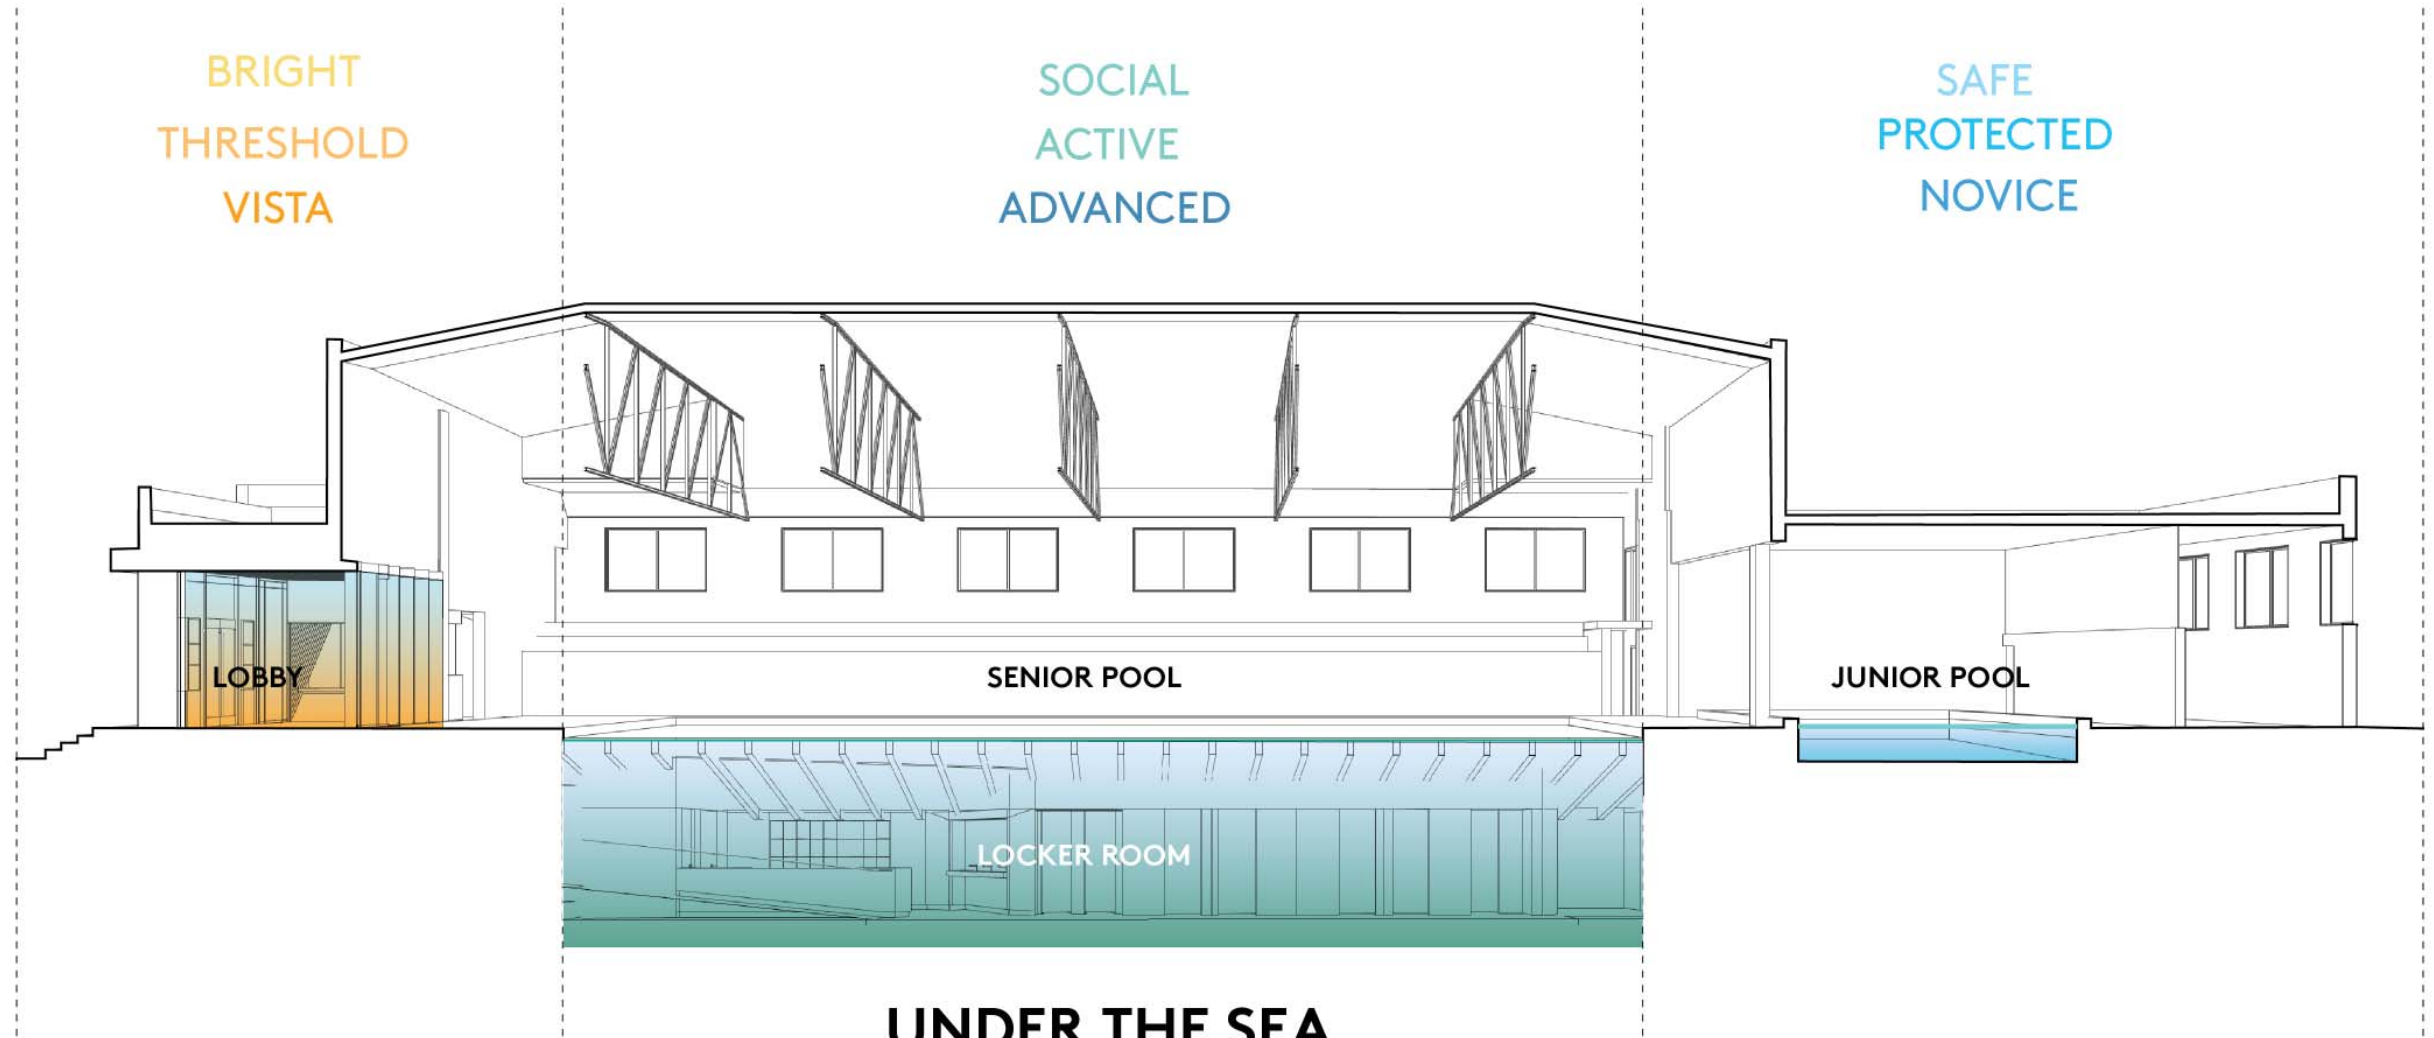 BRIGHT
THRESHOLD
VISTA
SOCIAL
ACTIVE
ADVANCED
SAFE
PROTECTED
NOVICE
LOBBY
SENIOR POOL
JUNIOR POOL
LOCKER ROOM
UNDER THE SEA